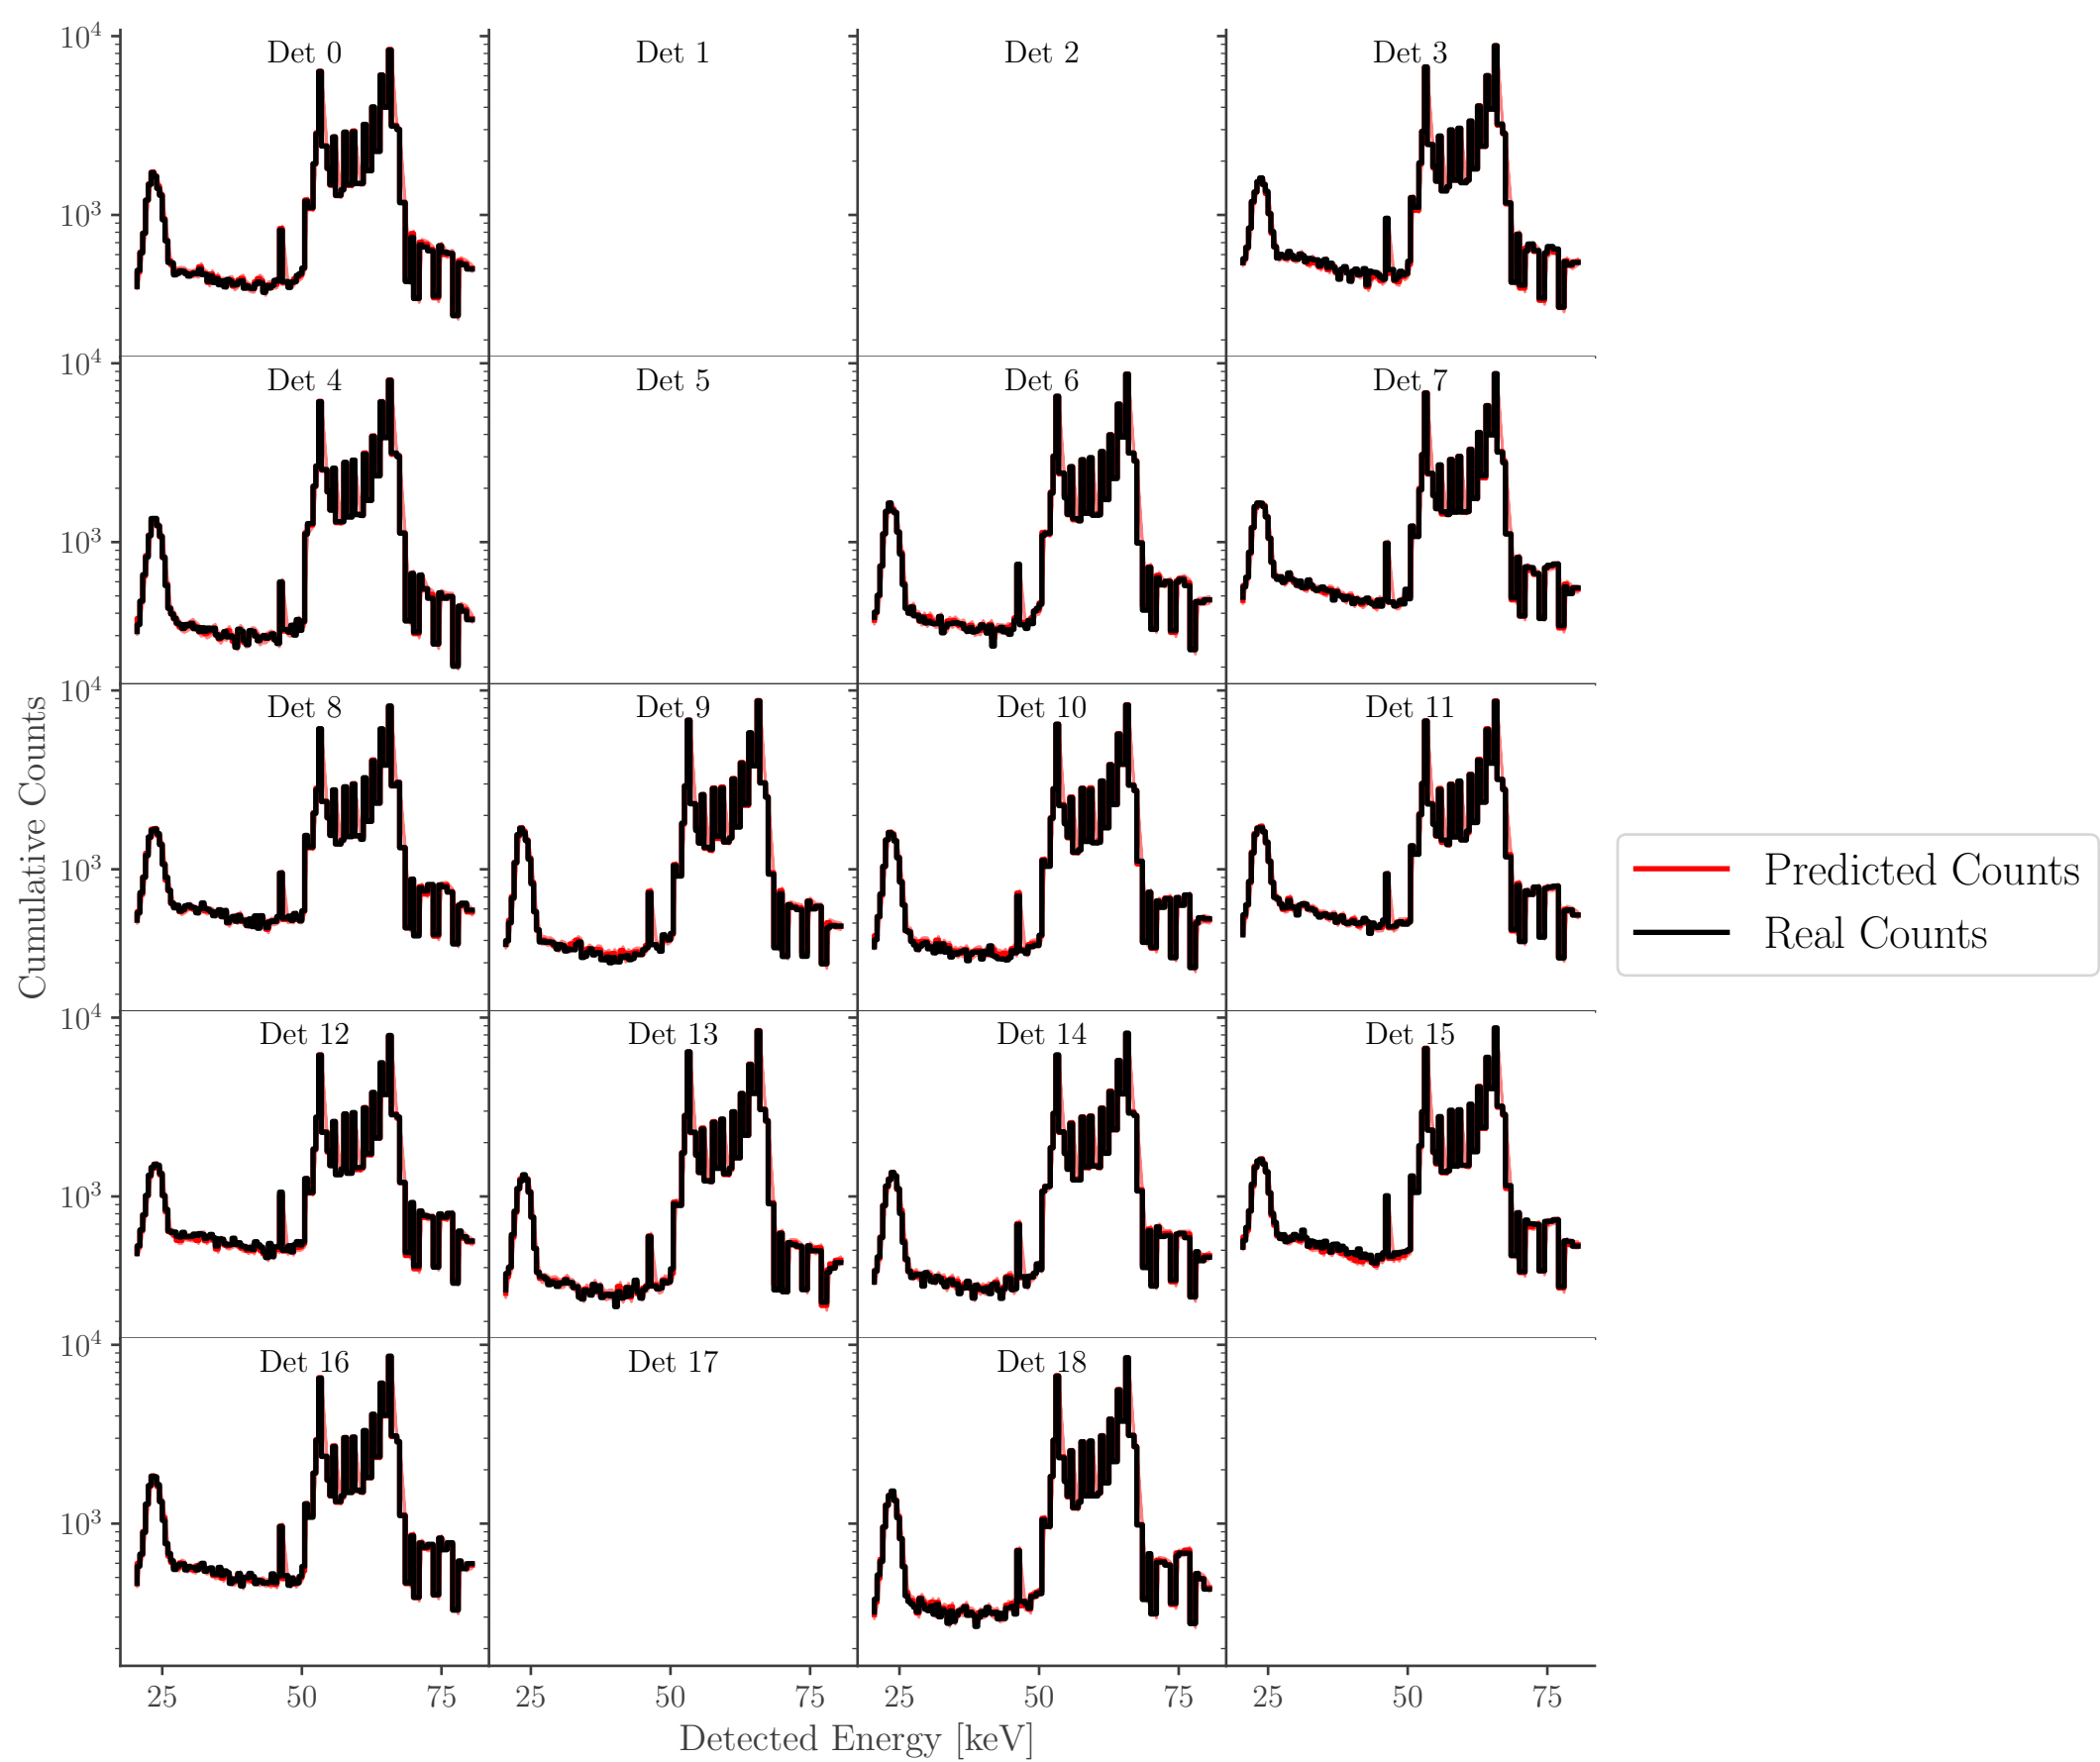 10^4
Det 0
Det 1
Det 2
Det 3
10^3
10^4
Det 4
Det 5
Det 6
Det 7
10^3
10^4
Det 8
Det 9
Det 10
Det 11
10^3
10^4
Det 12
Det 13
Det 14
Det 15
10^3
10^4
Det 16
Det 17
Det 18
10^3
Cumulative Counts
Predicted Counts
Real Counts
25 50 75 25 50 75 25 50 75 25 50 75
Detected Energy [keV]